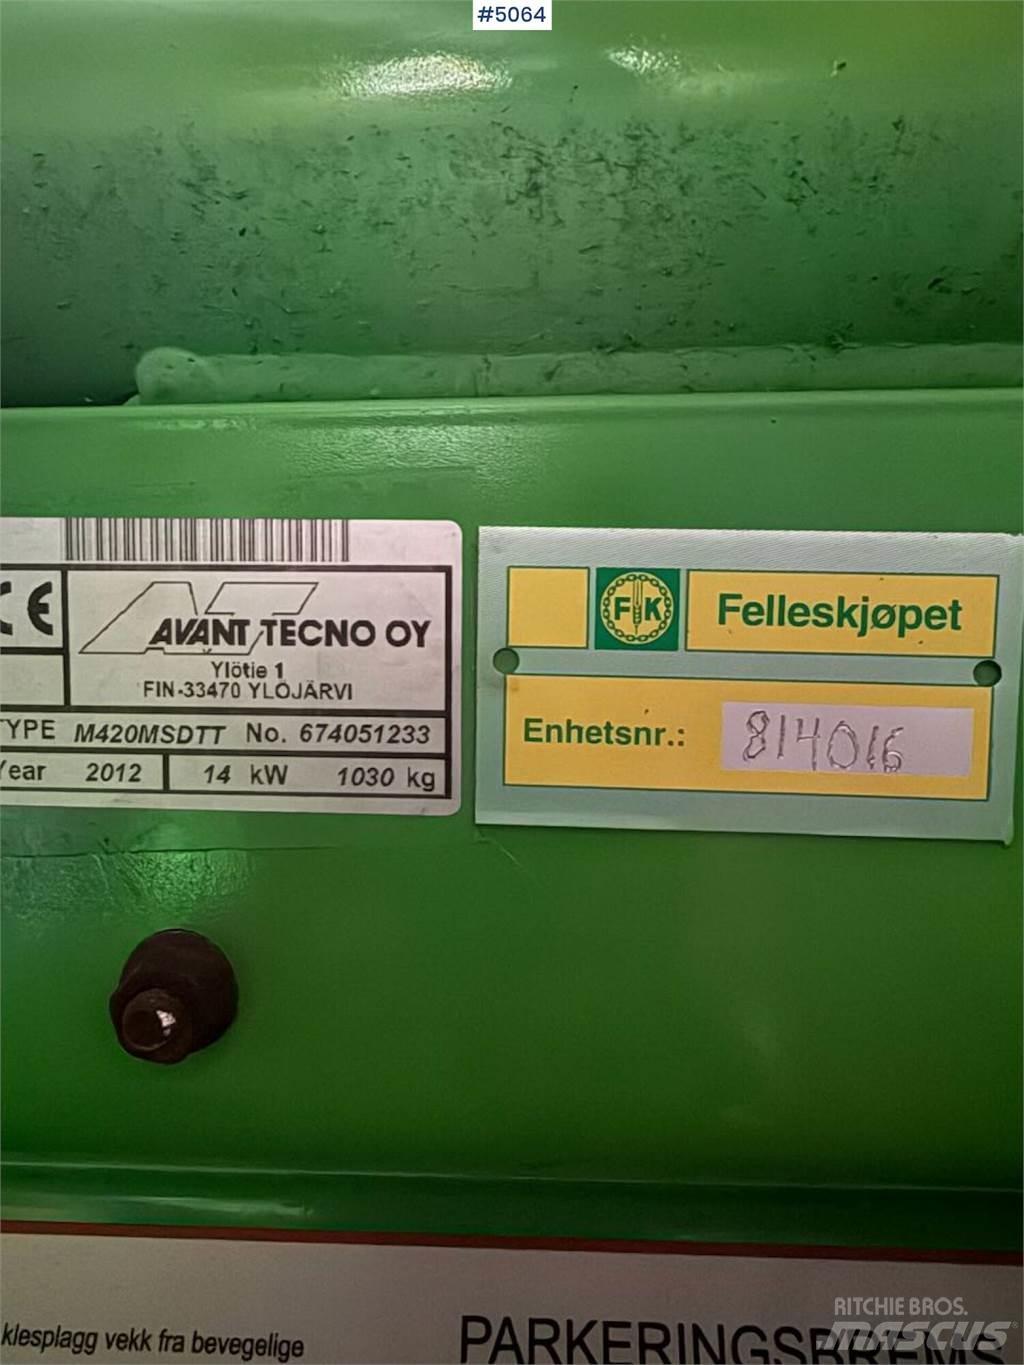 #5064
CE
AVANT TECNO OY
Ylötie 1
FIN-33470 YLÖJÄRVI
TYPE M420MSDTT No. 674051233
Year 2012 14 kW 1030 kg
FK Felleskjøpet
Enhetsnr.: 814016
klesplagg vekk fra bevegelige
PARKERINGSBREMS
RITCHIE BROS.
MASCUS